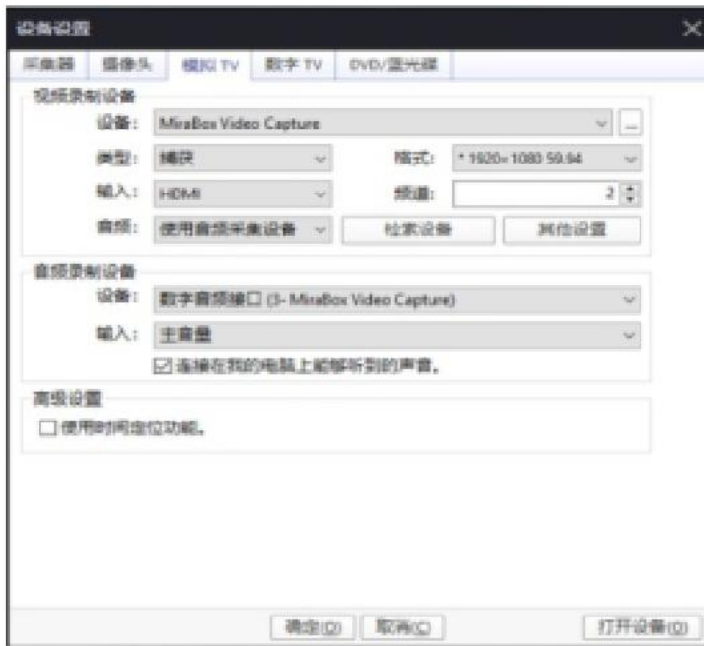 设备设置
采集器 摄像头 模拟 TV 数字 TV DVD/蓝光碟
视频录制设备
设备: MiraBox Video Capture ...
类型: 捕获 格式: * 1920×1080 59.94
输入: HDMI 频道: 2
音频: 使用音频采集设备 检索设备 其他设置
音频录制设备
设备: 数字音频接口 (3- MiraBox Video Capture)
输入: 主音量
连接在我的电脑上能够听到的声音。
高级设置
使用时间定位功能。
确定(O) 取消(C) 打开设备(O)